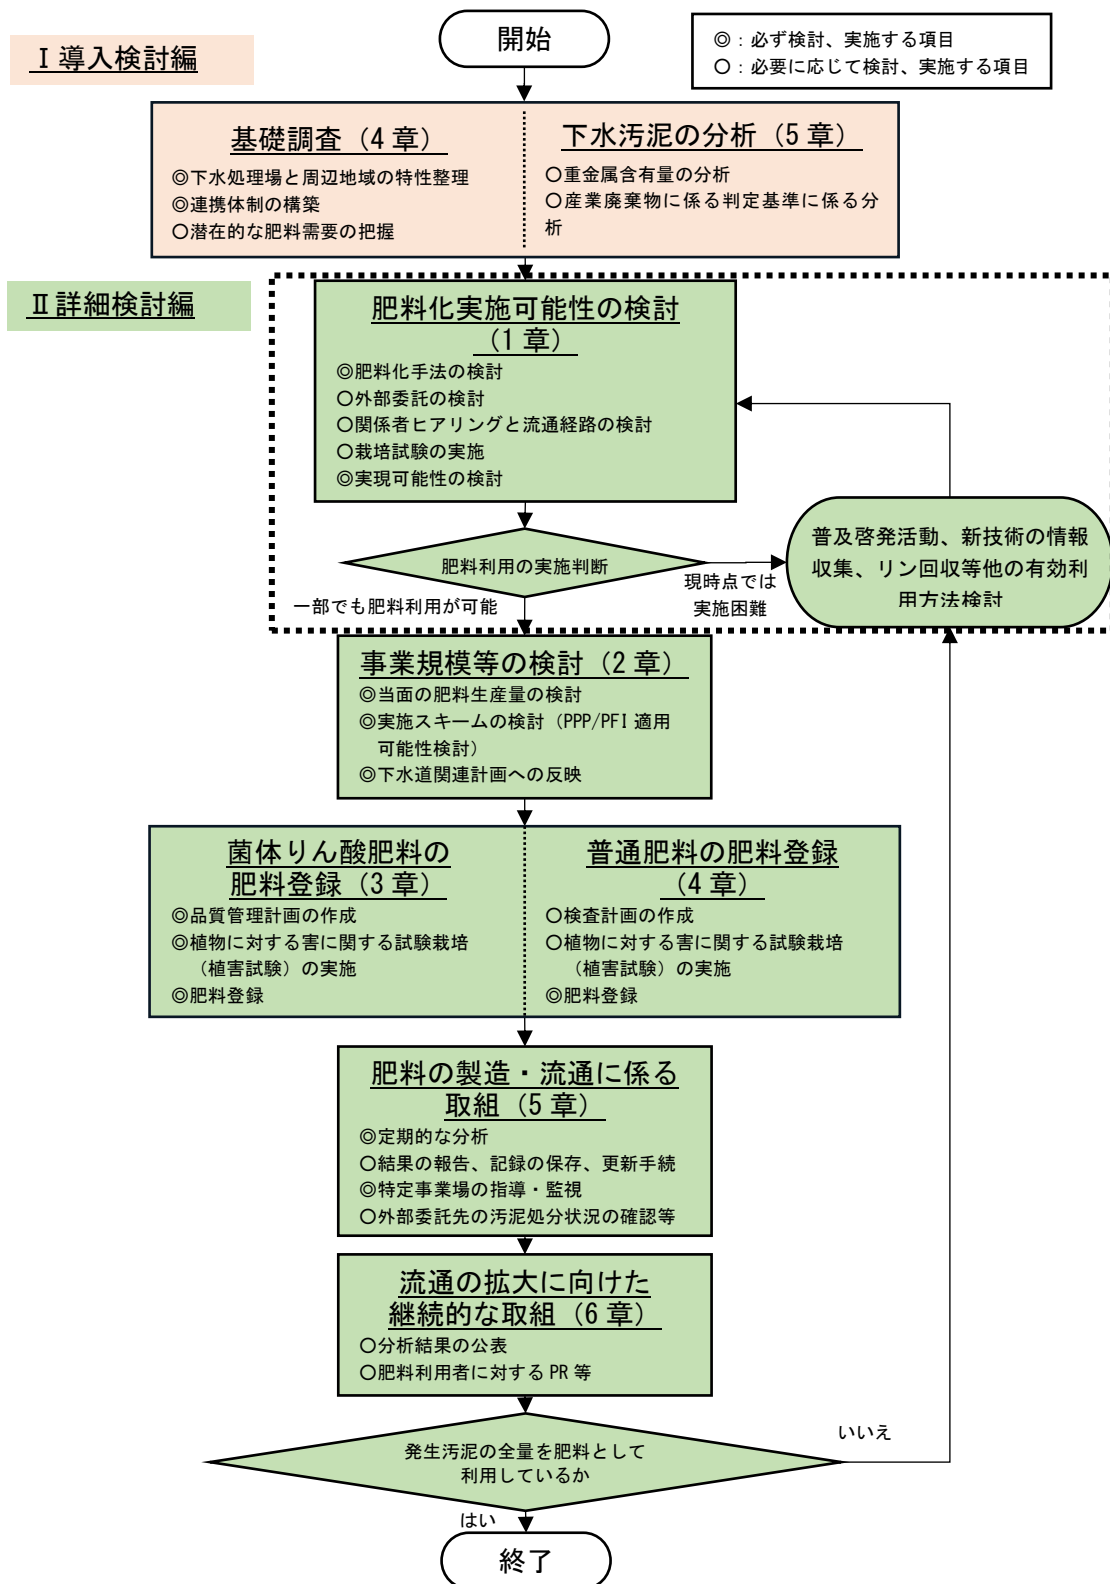 開始
◎：必ず検討、実施する項目
○：必要に応じて検討、実施する項目
Ⅰ導入検討編
基礎調査（4章）
◎下水処理場と周辺地域の特性整理
◎連携体制の構築
○潜在的な肥料需要の把握
下水汚泥の分析（5章）
○重金属含有量の分析
○産業廃棄物に係る判定基準に係る分
析
Ⅱ詳細検討編
肥料化実施可能性の検討
（1章）
◎肥料化手法の検討
○外部委託の検討
○関係者ヒアリングと流通経路の検討
○栽培試験の実施
◎実現可能性の検討
肥料利用の実施判断
一部でも肥料利用が可能
現時点では
実施困難
普及啓発活動、新技術の情報
収集、リン回収等他の有効利
用方法検討
事業規模等の検討（2章）
◎当面の肥料生産量の検討
◎実施スキームの検討（PPP/PFI 適用
可能性検討）
◎下水道関連計画への反映
菌体りん酸肥料の
肥料登録（3章）
◎品質管理計画の作成
◎植物に対する害に関する試験栽培
（植害試験）の実施
◎肥料登録
普通肥料の肥料登録
（4章）
○検査計画の作成
○植物に対する害に関する試験栽培
（植害試験）の実施
◎肥料登録
肥料の製造・流通に係る
取組（5章）
◎定期的な分析
○結果の報告、記録の保存、更新手続
◎特定事業場の指導・監視
○外部委託先の汚泥処分状況の確認等
流通の拡大に向けた
継続的な取組（6章）
○分析結果の公表
○肥料利用者に対する PR 等
発生汚泥の全量を肥料として
利用しているか
いいえ
はい
終了